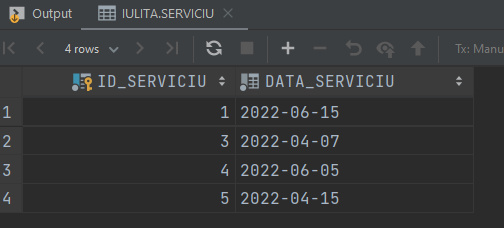 Output IULITA.SERVICIU
4 rows Tx: Manu
ID_SERVICIU DATA_SERVICIU
1 1 2022-06-15
2 3 2022-04-07
3 4 2022-06-05
4 5 2022-04-15